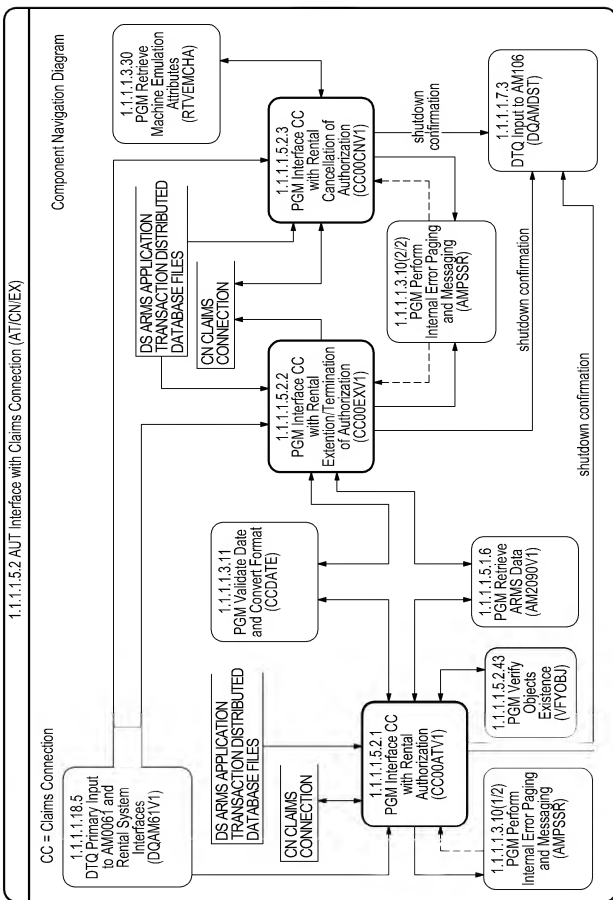 1.1.1.1.5.2 AUT Interface with Claims Connection (AT/CN/EX)
CC = Claims Connection
Component Navigation Diagram
1.1.1.1.18.5
DTQ Primary Input
to AM0061 and
Rental System
Interfaces
(DQAM61V1)
1.1.1.1.3.30
PGM Retrieve
Machine Emulation
Attributes
(RTVEMCHA)
DS ARMS APPLICATION
TRANSACTION DISTRIBUTED
DATABASE FILES
CN CLAIMS
CONNECTION
DS ARMS APPLICATION
TRANSACTION DISTRIBUTED
DATABASE FILES
CN CLAIMS
CONNECTION
1.1.1.1.3.11
PGM Validate Date
and Convert Format
(CCDATE)
1.1.1.1.5.2.1
PGM Interface CC
with Rental
Authorization
(CC00ATV1)
1.1.1.1.5.2.2
PGM Interface CC
with Rental
Extention/Termination
of Authorization
(CC00EXV1)
1.1.1.1.5.2.3
PGM Interface CC
with Rental
Cancellation of
Authorization
(CC00CNV1)
1.1.1.1.3.10(1/2)
PGM Perform
Internal Error Paging
and Messaging
(AMPSSR)
1.1.1.1.5.2.43
PGM Verify
Objects
Existence
(VFYOBJ)
1.1.1.1.5.1.6
PGM Retrieve
ARMS Data
(AM2090V1)
1.1.1.1.3.10(2/2)
PGM Perform
Internal Error Paging
and Messaging
(AMPSSR)
shutdown
confirmation
shutdown confirmation
shutdown confirmation
1.1.1.1.7.3
DTQ Input to AM106
(DQAMDST)